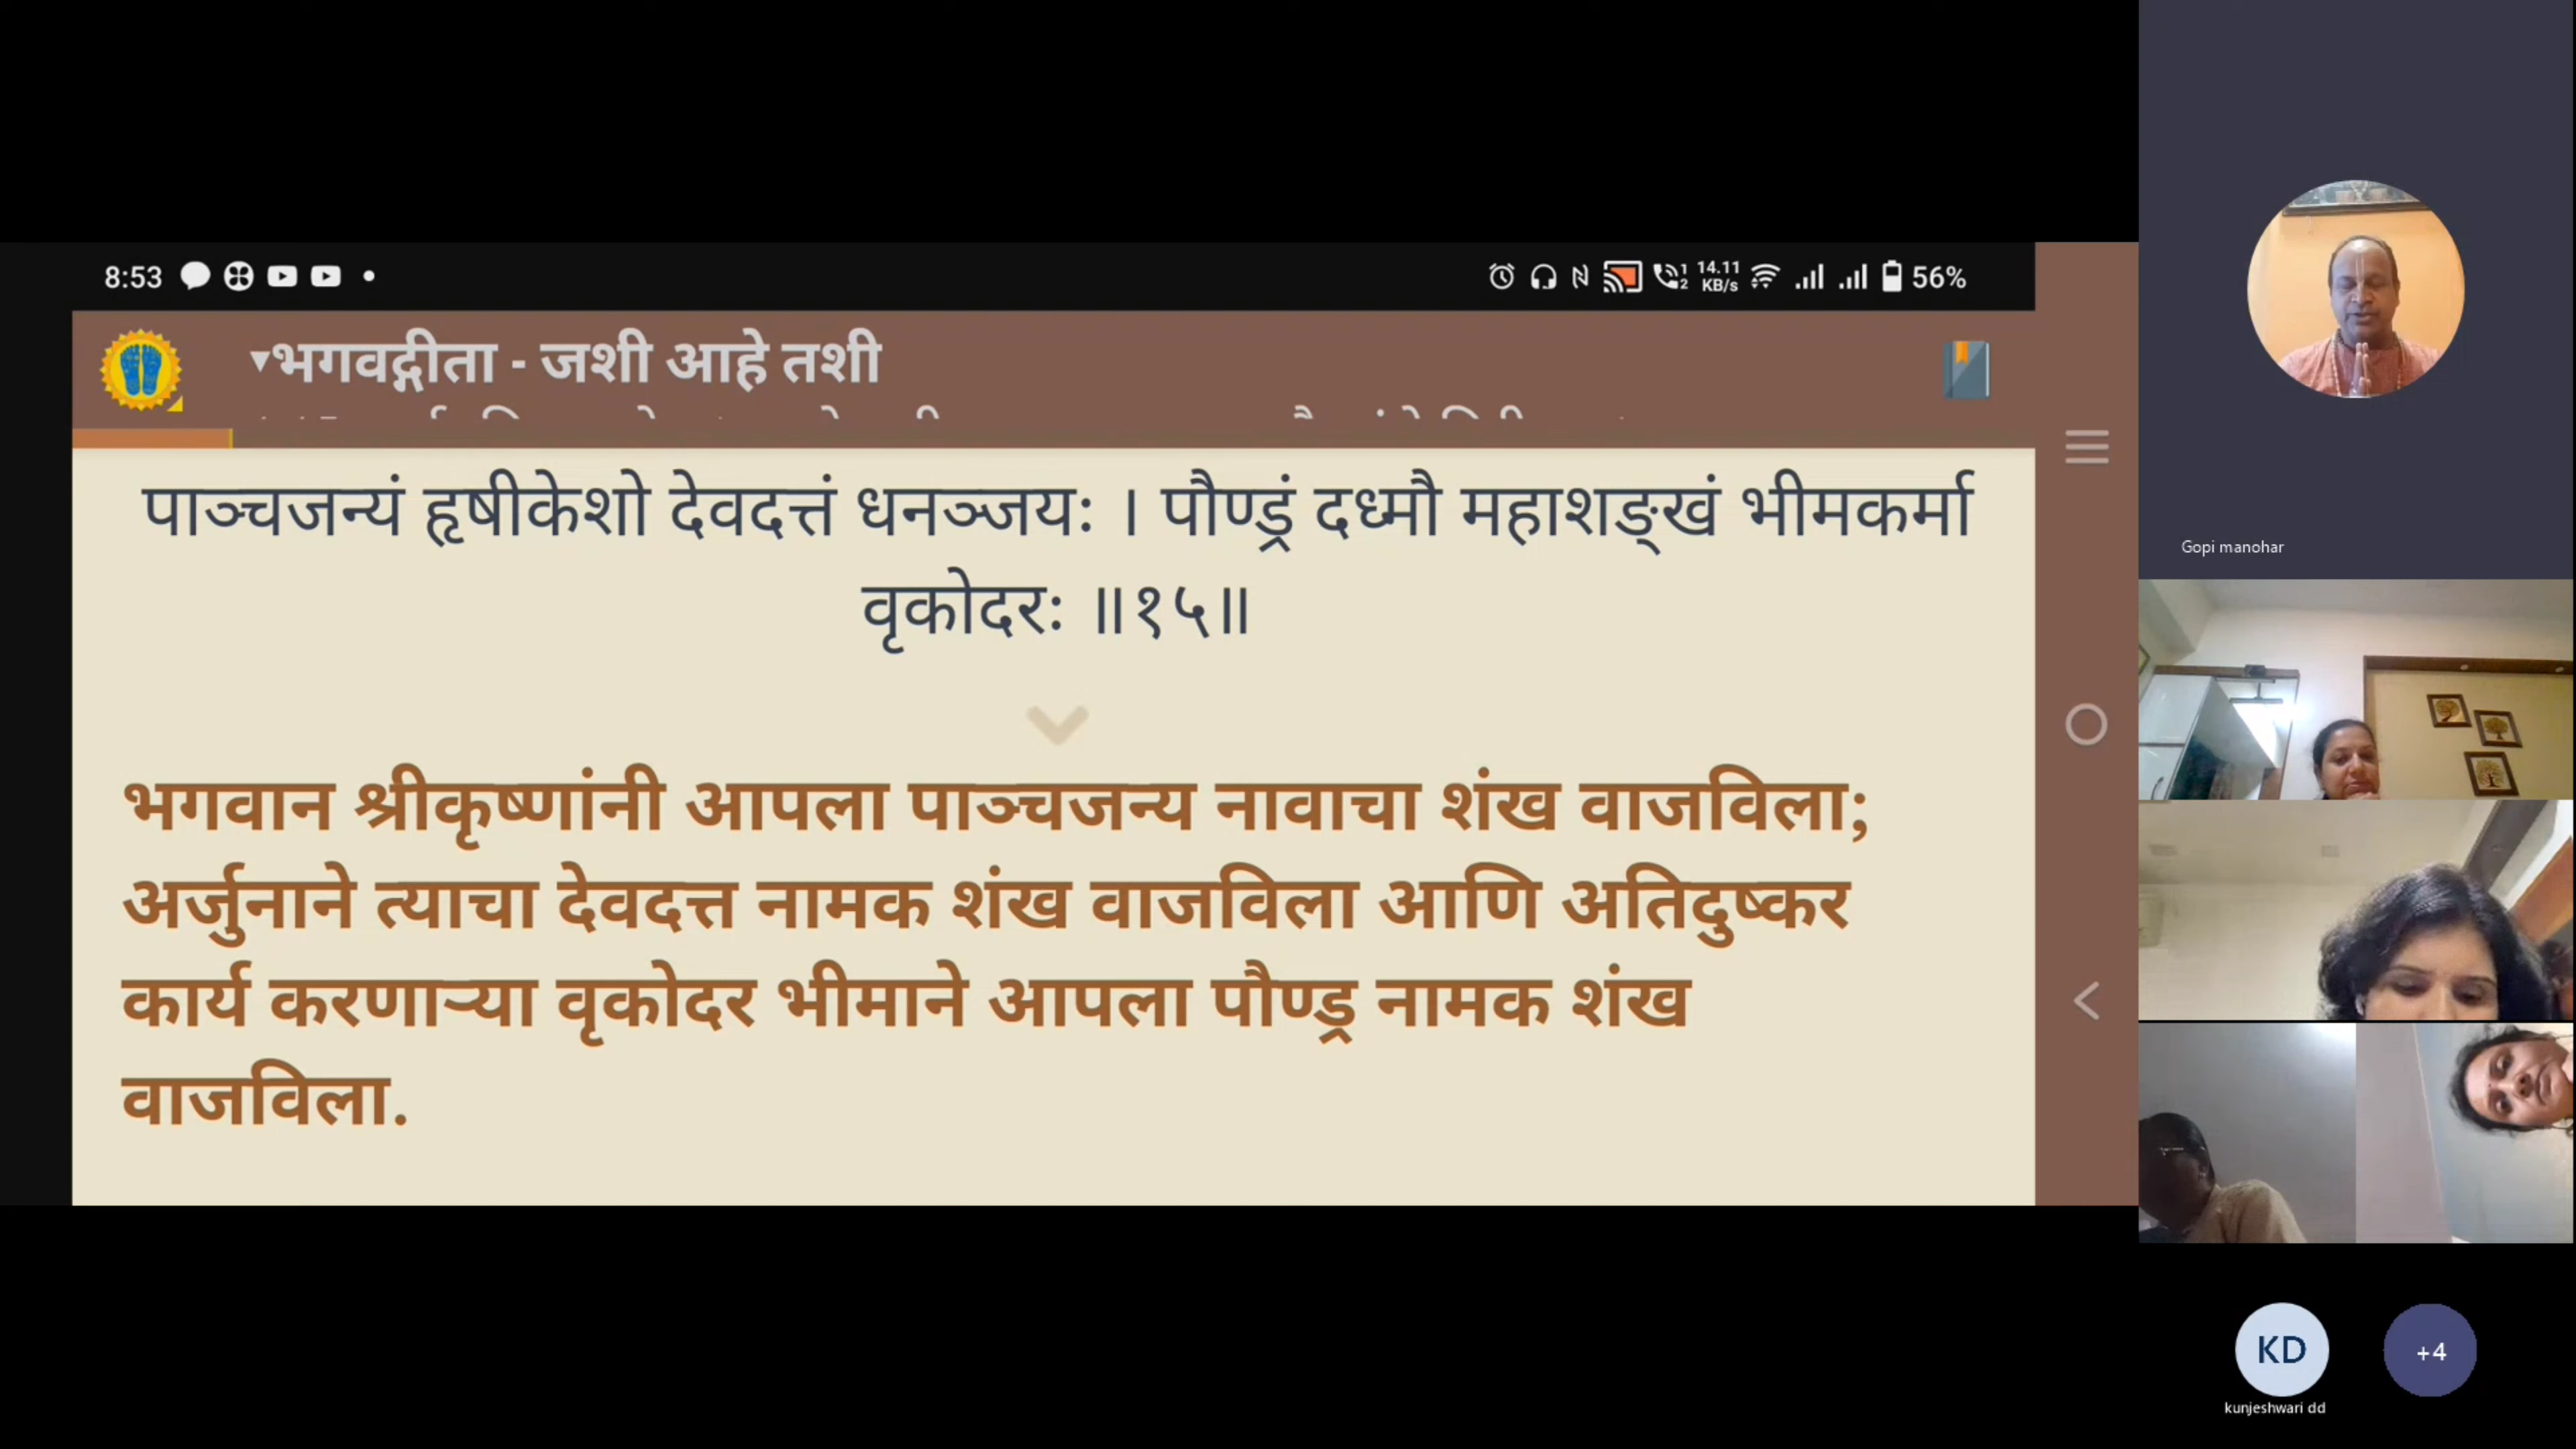 8:53
14.11
KB/s
56%
▾भगवद्गीता - जशी आहे तशी
पाञ्चजन्यं हृषीकेशो देवदत्तं धनञ्जयः । पौण्ड्रं दध्मौ महाशङ्खं भीमकर्मा
वृकोदरः ॥१५॥
भगवान श्रीकृष्णांनी आपला पाञ्चजन्य नावाचा शंख वाजविला;
अर्जुनाने त्याचा देवदत्त नामक शंख वाजविला आणि अतिदुष्कर
कार्य करणाऱ्या वृकोदर भीमाने आपला पौण्ड्र नामक शंख
वाजविला.
Gopi manohar
KD
+4
kunjeshwari dd